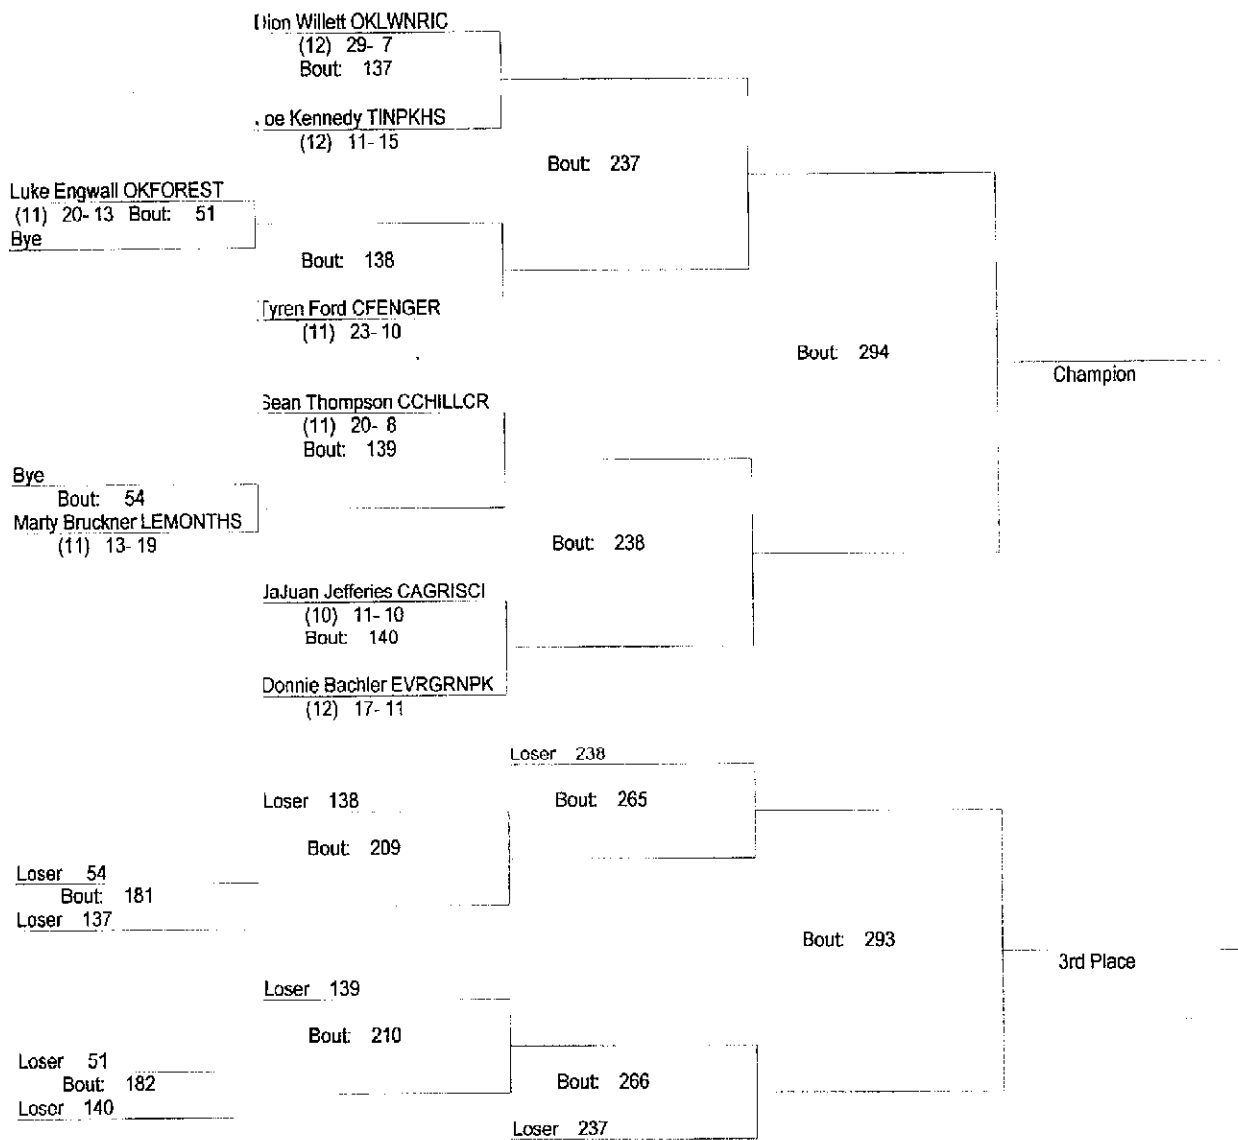 Dion Willett OKLWNRIC
(12) 29- 7
Bout: 137
Joe Kennedy TINPKHS
(12) 11- 15
Bout: 237
Luke Engwall OKFOREST
(11) 20- 13 Bout: 51
Bye
Bout: 138
Tyren Ford CFENGER
(11) 23- 10
Bout: 294
Champion
Sean Thompson CCHILLCR
(11) 20- 8
Bout: 139
Bye
Bout: 54
Marty Bruckner LEMONTHS
(11) 13- 19
Bout: 238
JaJuan Jefferies CAGRISCI
(10) 11- 10
Bout: 140
Donnie Bachler EVRGRNPK
(12) 17- 11
Loser 238
Loser 138
Bout: 265
Bout: 209
Loser 54
Bout: 181
Loser 137
Bout: 293
3rd Place
Loser 139
Bout: 210
Loser 51
Bout: 182
Loser 140
Bout: 266
Loser 237